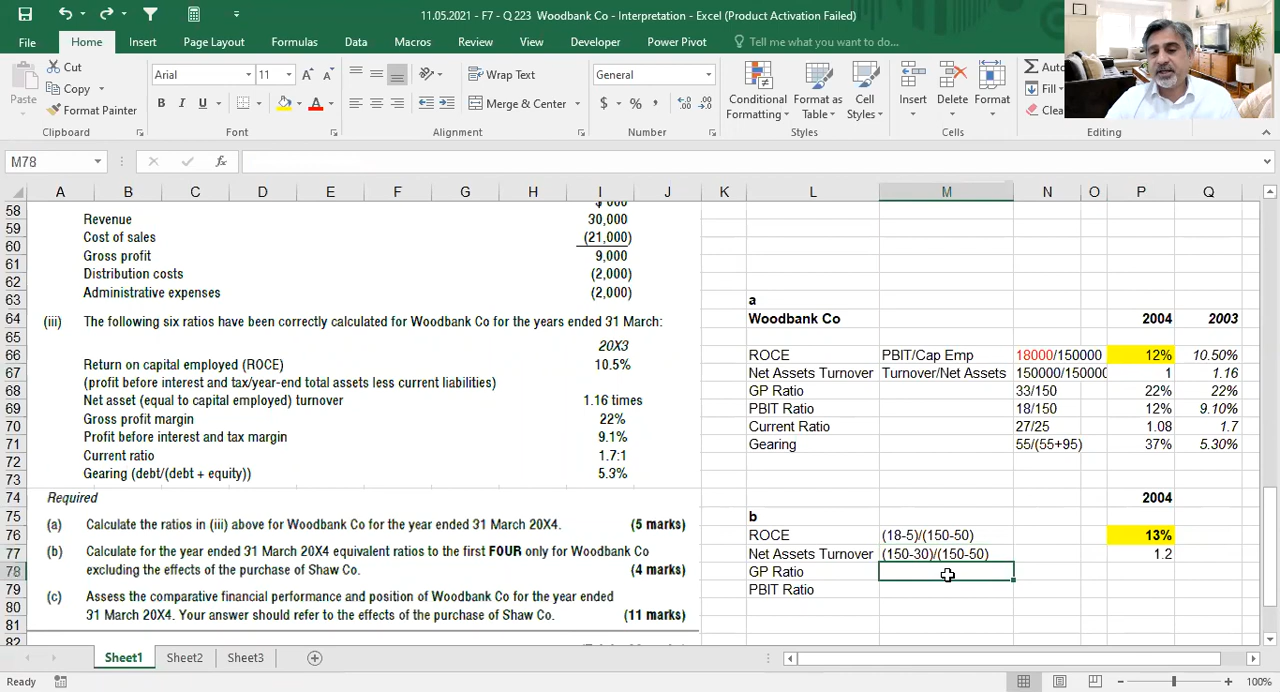 11.05.2021 - F7 - Q 223 Woodbank Co - Interpretation - Excel (Product Activation Failed)
File Home Insert Page Layout Formulas Data Macros Review View Developer Power Pivot Tell me what you want to do...
Cut
Copy
Format Painter
Paste
Clipboard
Arial 11
B I U
Font
Wrap Text
Merge & Center
Alignment
General
$ % ,
Number
Conditional Formatting
Format as Table
Cell Styles
Styles
Insert Delete Format
Cells
Auto
Fill
Clea
Editing
M78
fx
A B C D E F G H I J K L M N O P Q
58 $'000
59 Revenue 30,000
60 Cost of sales (21,000)
61 Gross profit 9,000
62 Distribution costs (2,000)
63 Administrative expenses (2,000) a
64 (iii) The following six ratios have been correctly calculated for Woodbank Co for the years ended 31 March: Woodbank Co 2004 2003
65 20X3
66 Return on capital employed (ROCE) 10.5% ROCE PBIT/Cap Emp 18000/150000 12% 10.50%
67 (profit before interest and tax/year-end total assets less current liabilities) Net Assets Turnover Turnover/Net Assets 150000/150000 1 1.16
68 Net asset (equal to capital employed) turnover 1.16 times GP Ratio 33/150 22% 22%
69 Gross profit margin 22% PBIT Ratio 18/150 12% 9.10%
70 Profit before interest and tax margin 9.1% Current Ratio 27/25 1.08 1.7
71 Current ratio 1.7:1 Gearing 55/(55+95) 37% 5.30%
72 Gearing (debt/(debt + equity)) 5.3%
73
74 Required 2004
75 (a) Calculate the ratios in (iii) above for Woodbank Co for the year ended 31 March 20X4. (5 marks) b
76 ROCE (18-5)/(150-50) 13%
77 (b) Calculate for the year ended 31 March 20X4 equivalent ratios to the first FOUR only for Woodbank Co Net Assets Turnover (150-30)/(150-50) 1.2
78 excluding the effects of the purchase of Shaw Co. (4 marks) GP Ratio
79 PBIT Ratio
80 (c) Assess the comparative financial performance and position of Woodbank Co for the year ended
81 31 March 20X4. Your answer should refer to the effects of the purchase of Shaw Co. (11 marks)
82
Sheet1 Sheet2 Sheet3
Ready 100%